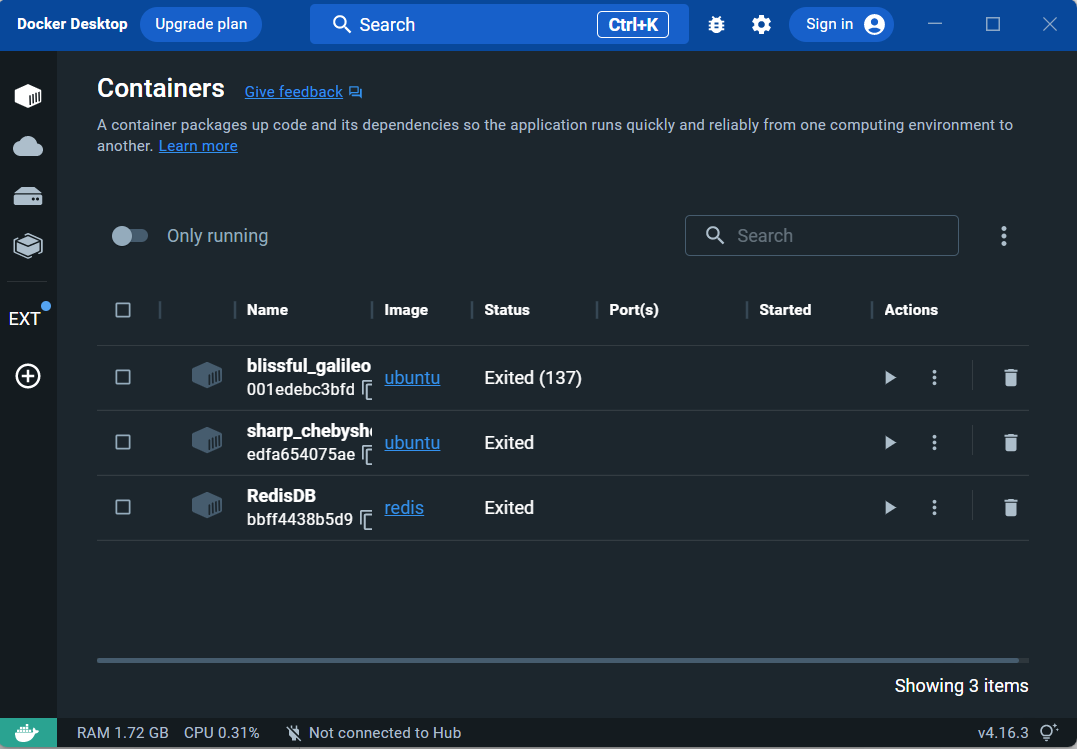 Docker Desktop Upgrade plan Search Ctrl+K Sign in
Containers Give feedback
A container packages up code and its dependencies so the application runs quickly and reliably from one computing environment to
another. Learn more
Only running Search
EXT
Name Image Status Port(s) Started Actions
blissful_galileo
001edebc3bfd ubuntu Exited (137)
sharp_chebysh
edfa654075ae ubuntu Exited
RedisDB
bbff4438b5d9 redis Exited
Showing 3 items
RAM 1.72 GB CPU 0.31% Not connected to Hub v4.16.3